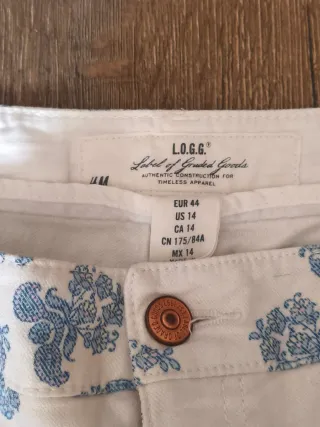 L.O.G.G.®
Label of Graded Goods
AUTHENTIC CONSTRUCTION FOR
TIMELESS APPAREL
H&M
EUR 44
US 14
CA 14
CN 175/84A
MX 14